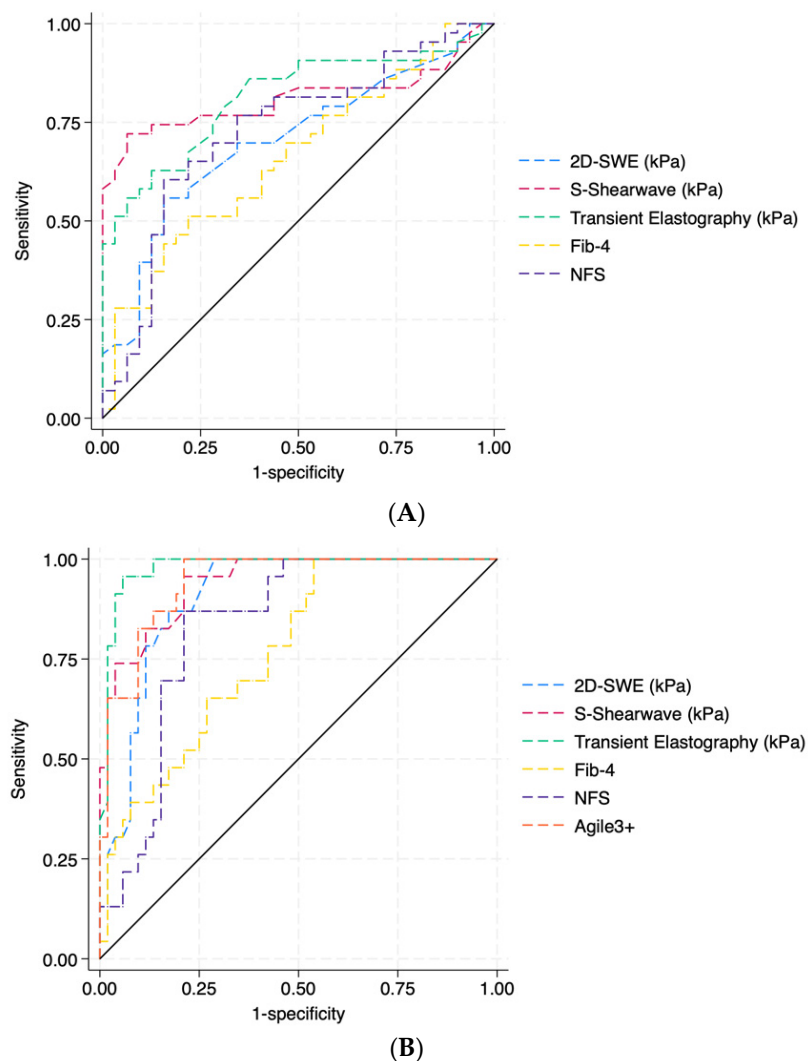 1.00
0.75
0.50
0.25
0.00
Sensitivity
0.00 0.25 0.50 0.75 1.00
1-specificity
2D-SWE (kPa)
S-Shearwave (kPa)
Transient Elastography (kPa)
Fib-4
NFS
(A)
1.00
0.75
0.50
0.25
0.00
Sensitivity
0.00 0.25 0.50 0.75 1.00
1-specificity
2D-SWE (kPa)
S-Shearwave (kPa)
Transient Elastography (kPa)
Fib-4
NFS
Agile3+
(B)